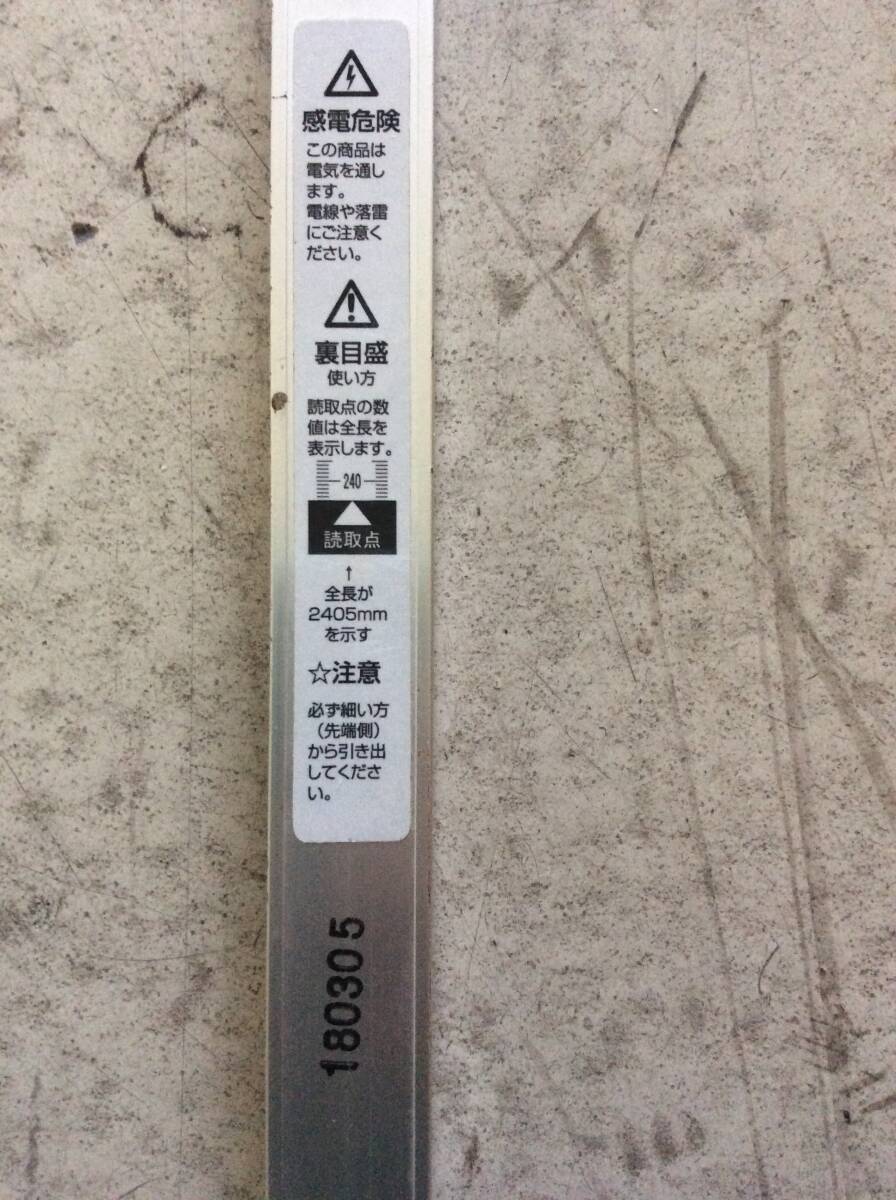 感電危険
この商品は
電気を通し
ます。
電線や落雷
にご注意く
ださい。
裏目盛
使い方
読取点の数
値は全長を
表示します。
240
読取点
↑
全長が
2405mm
を示す
☆注意
必ず細い方
（先端側）
から引き出
してくださ
い。
180305